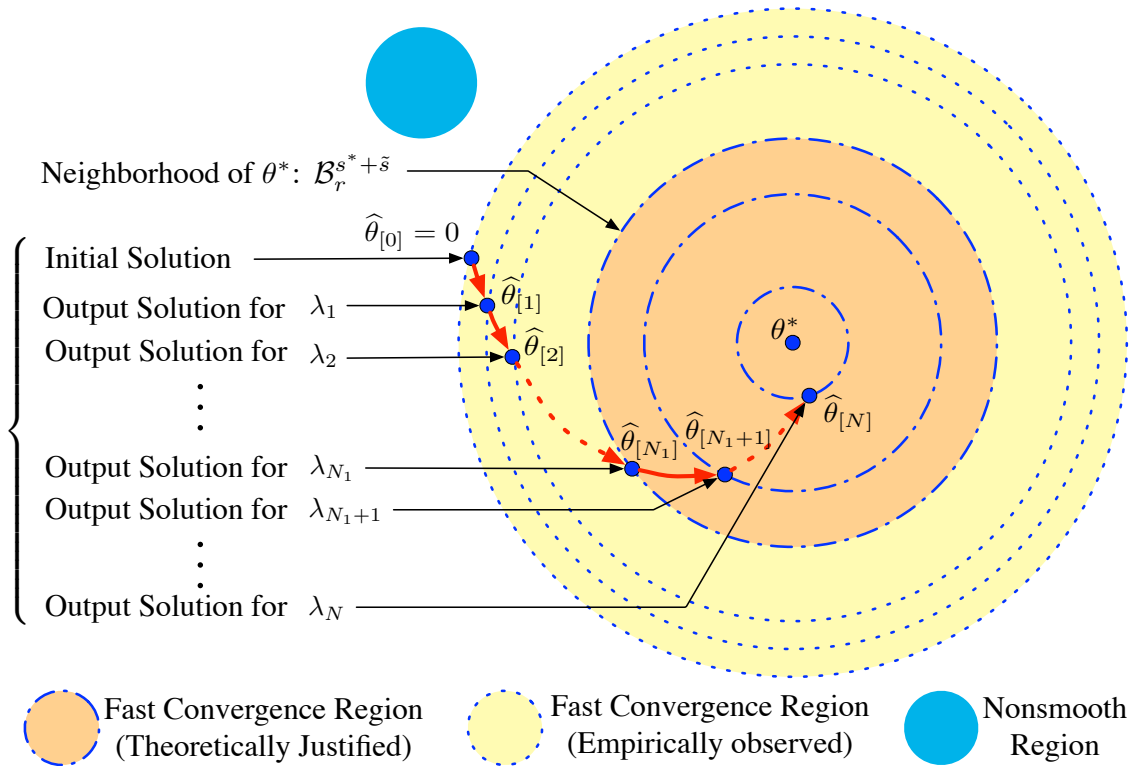 Neighborhood of θ*: B_r^{s*+s̃}
θ̂_[0] = 0
Initial Solution
Output Solution for λ_1
θ̂_[1]
Output Solution for λ_2
θ̂_[2]
θ*
θ̂_[N_1]
θ̂_[N_1+1]
θ̂_[N]
Output Solution for λ_{N_1}
Output Solution for λ_{N_1+1}
Output Solution for λ_N
Fast Convergence Region
(Theoretically Justified)
Fast Convergence Region
(Empirically observed)
Nonsmooth
Region